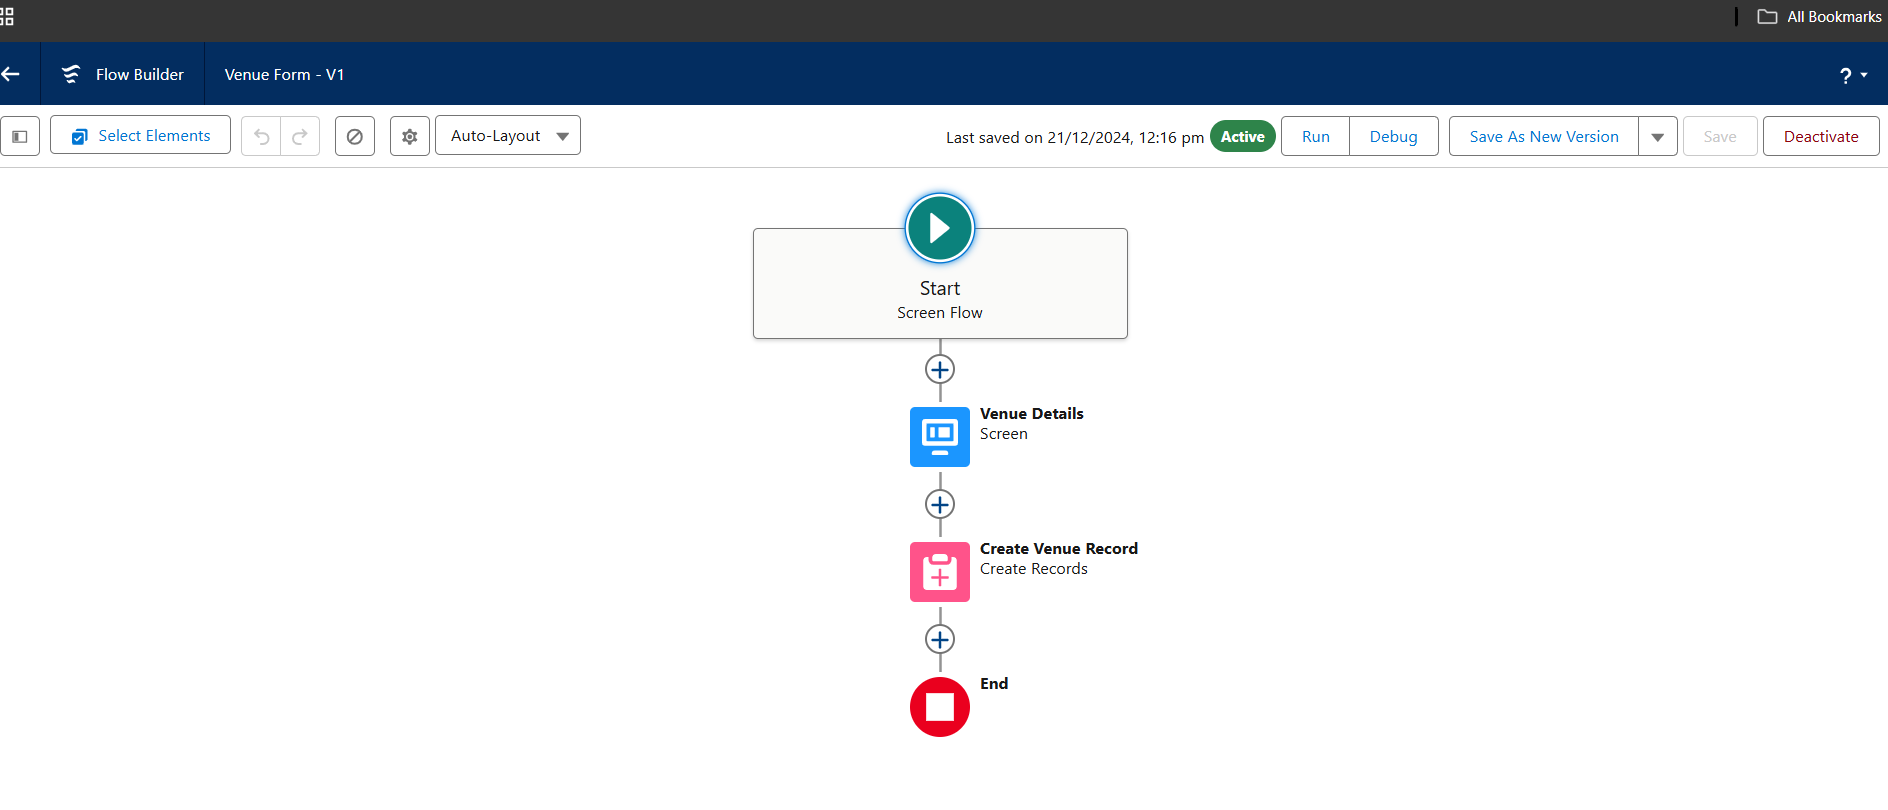 All Bookmarks
Flow Builder
Venue Form - V1
?
Select Elements
Auto-Layout
Last saved on 21/12/2024, 12:16 pm
Active
Run
Debug
Save As New Version
Save
Deactivate
Start
Screen Flow
Venue Details
Screen
Create Venue Record
Create Records
End